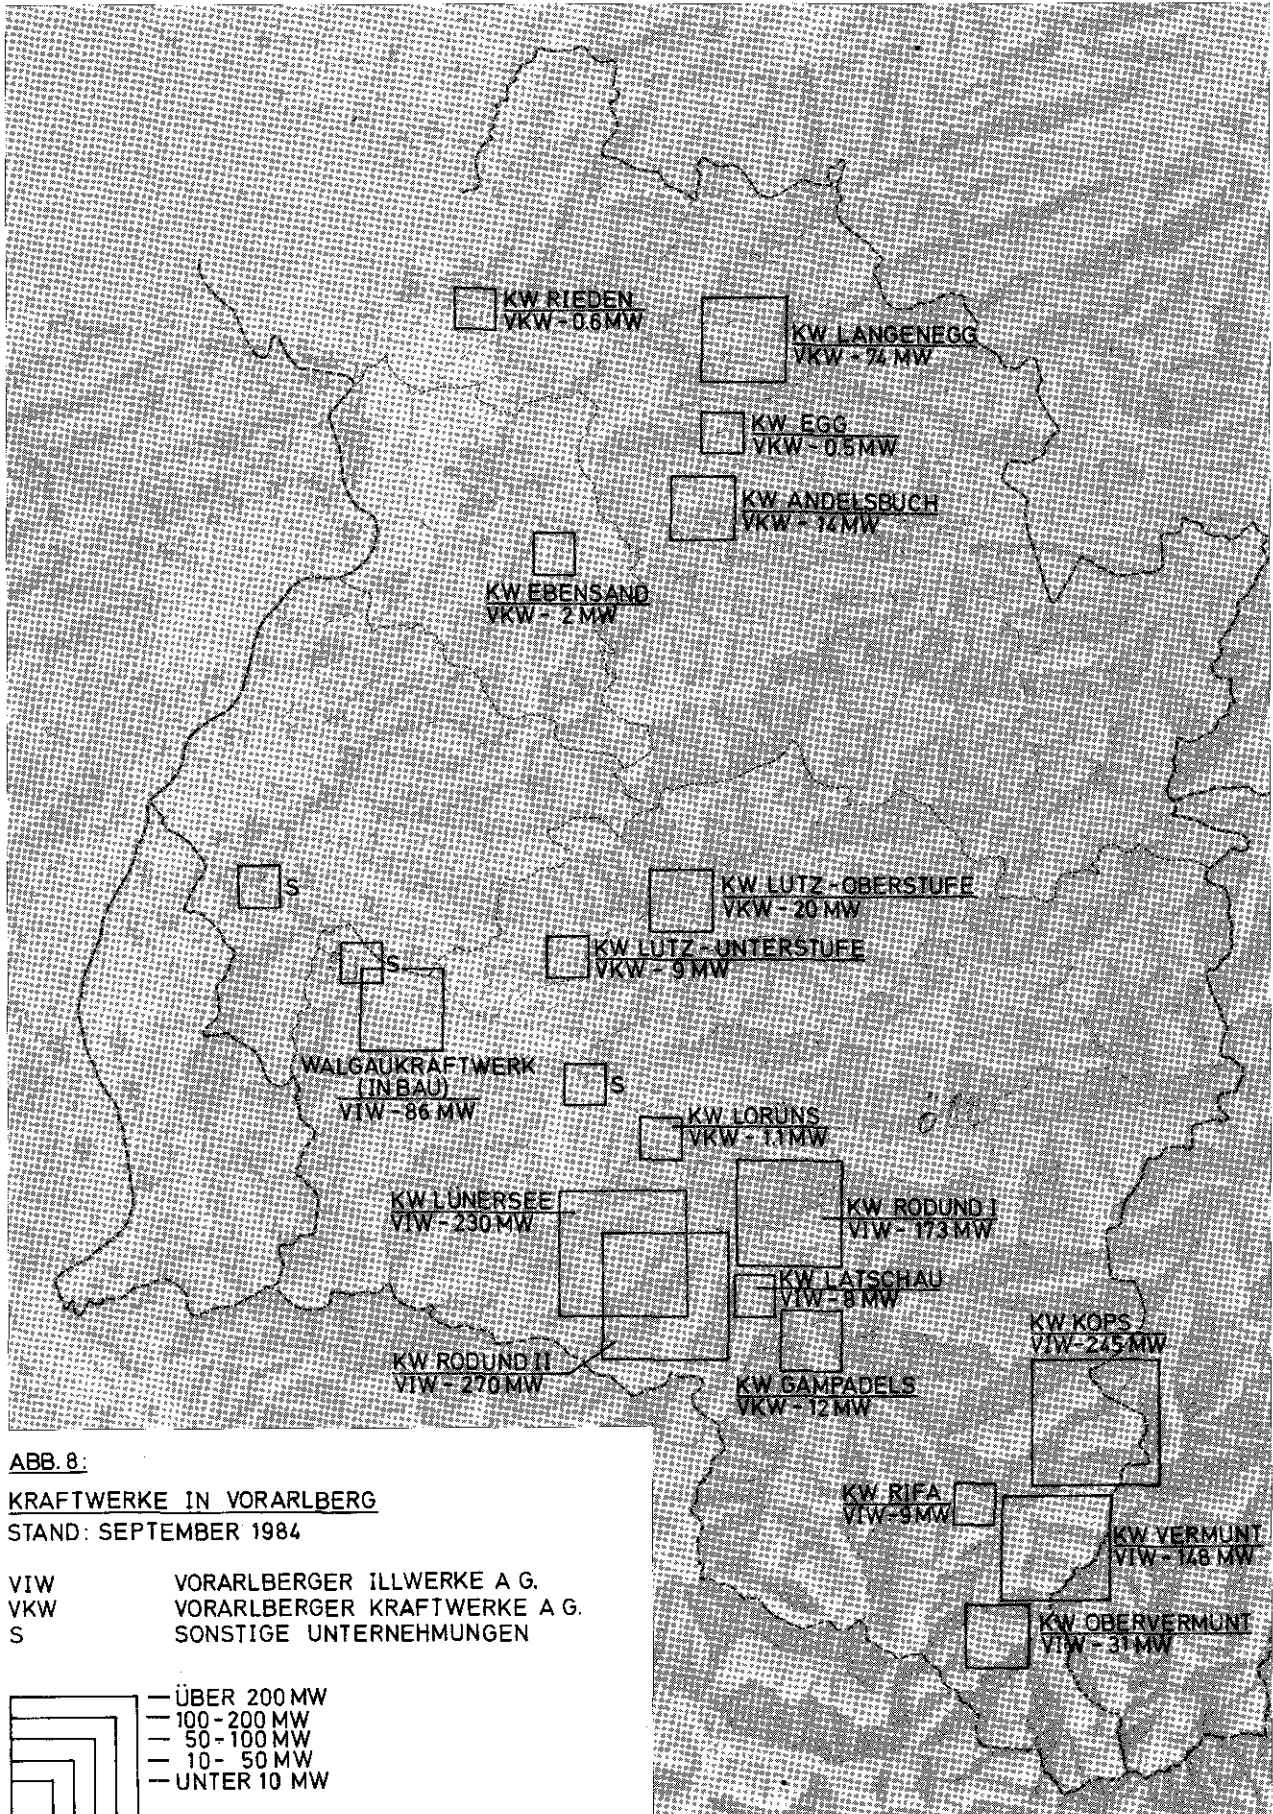 KW RIEDEN
VKW - 0.6 MW
KW LANGENEGG
VKW - 74 MW
KW EGG
VKW - 0.5 MW
KW ANDELSBUCH
VKW - 14 MW
KW EBENSAND
VKW - 2 MW
S
KW LUTZ - OBERSTUFE
VKW - 20 MW
KW LUTZ - UNTERSTUFE
VKW - 9 MW
S
WALGAUKRAFTWERK
(IN BAU)
VIW - 86 MW
S
KW LORÜNS
VKW - 1.1 MW
KW LÜNERSEE
VIW - 230 MW
KW RODUND I
VIW - 173 MW
KW LATSCHAU
VIW - 8 MW
KW KOPS
VIW - 245 MW
KW RODUND II
VIW - 270 MW
KW GAMPADELS
VKW - 12 MW
KW RIFA
VIW - 9 MW
KW VERMUNT
VIW - 148 MW
KW OBERVERMUNT
VIW - 31 MW
ABB. 8:
KRAFTWERKE IN VORARLBERG
STAND: SEPTEMBER 1984
VIW VORARLBERGER ILLWERKE A G.
VKW VORARLBERGER KRAFTWERKE A G.
S SONSTIGE UNTERNEHMUNGEN
ÜBER 200 MW
100 - 200 MW
50 - 100 MW
10 - 50 MW
UNTER 10 MW